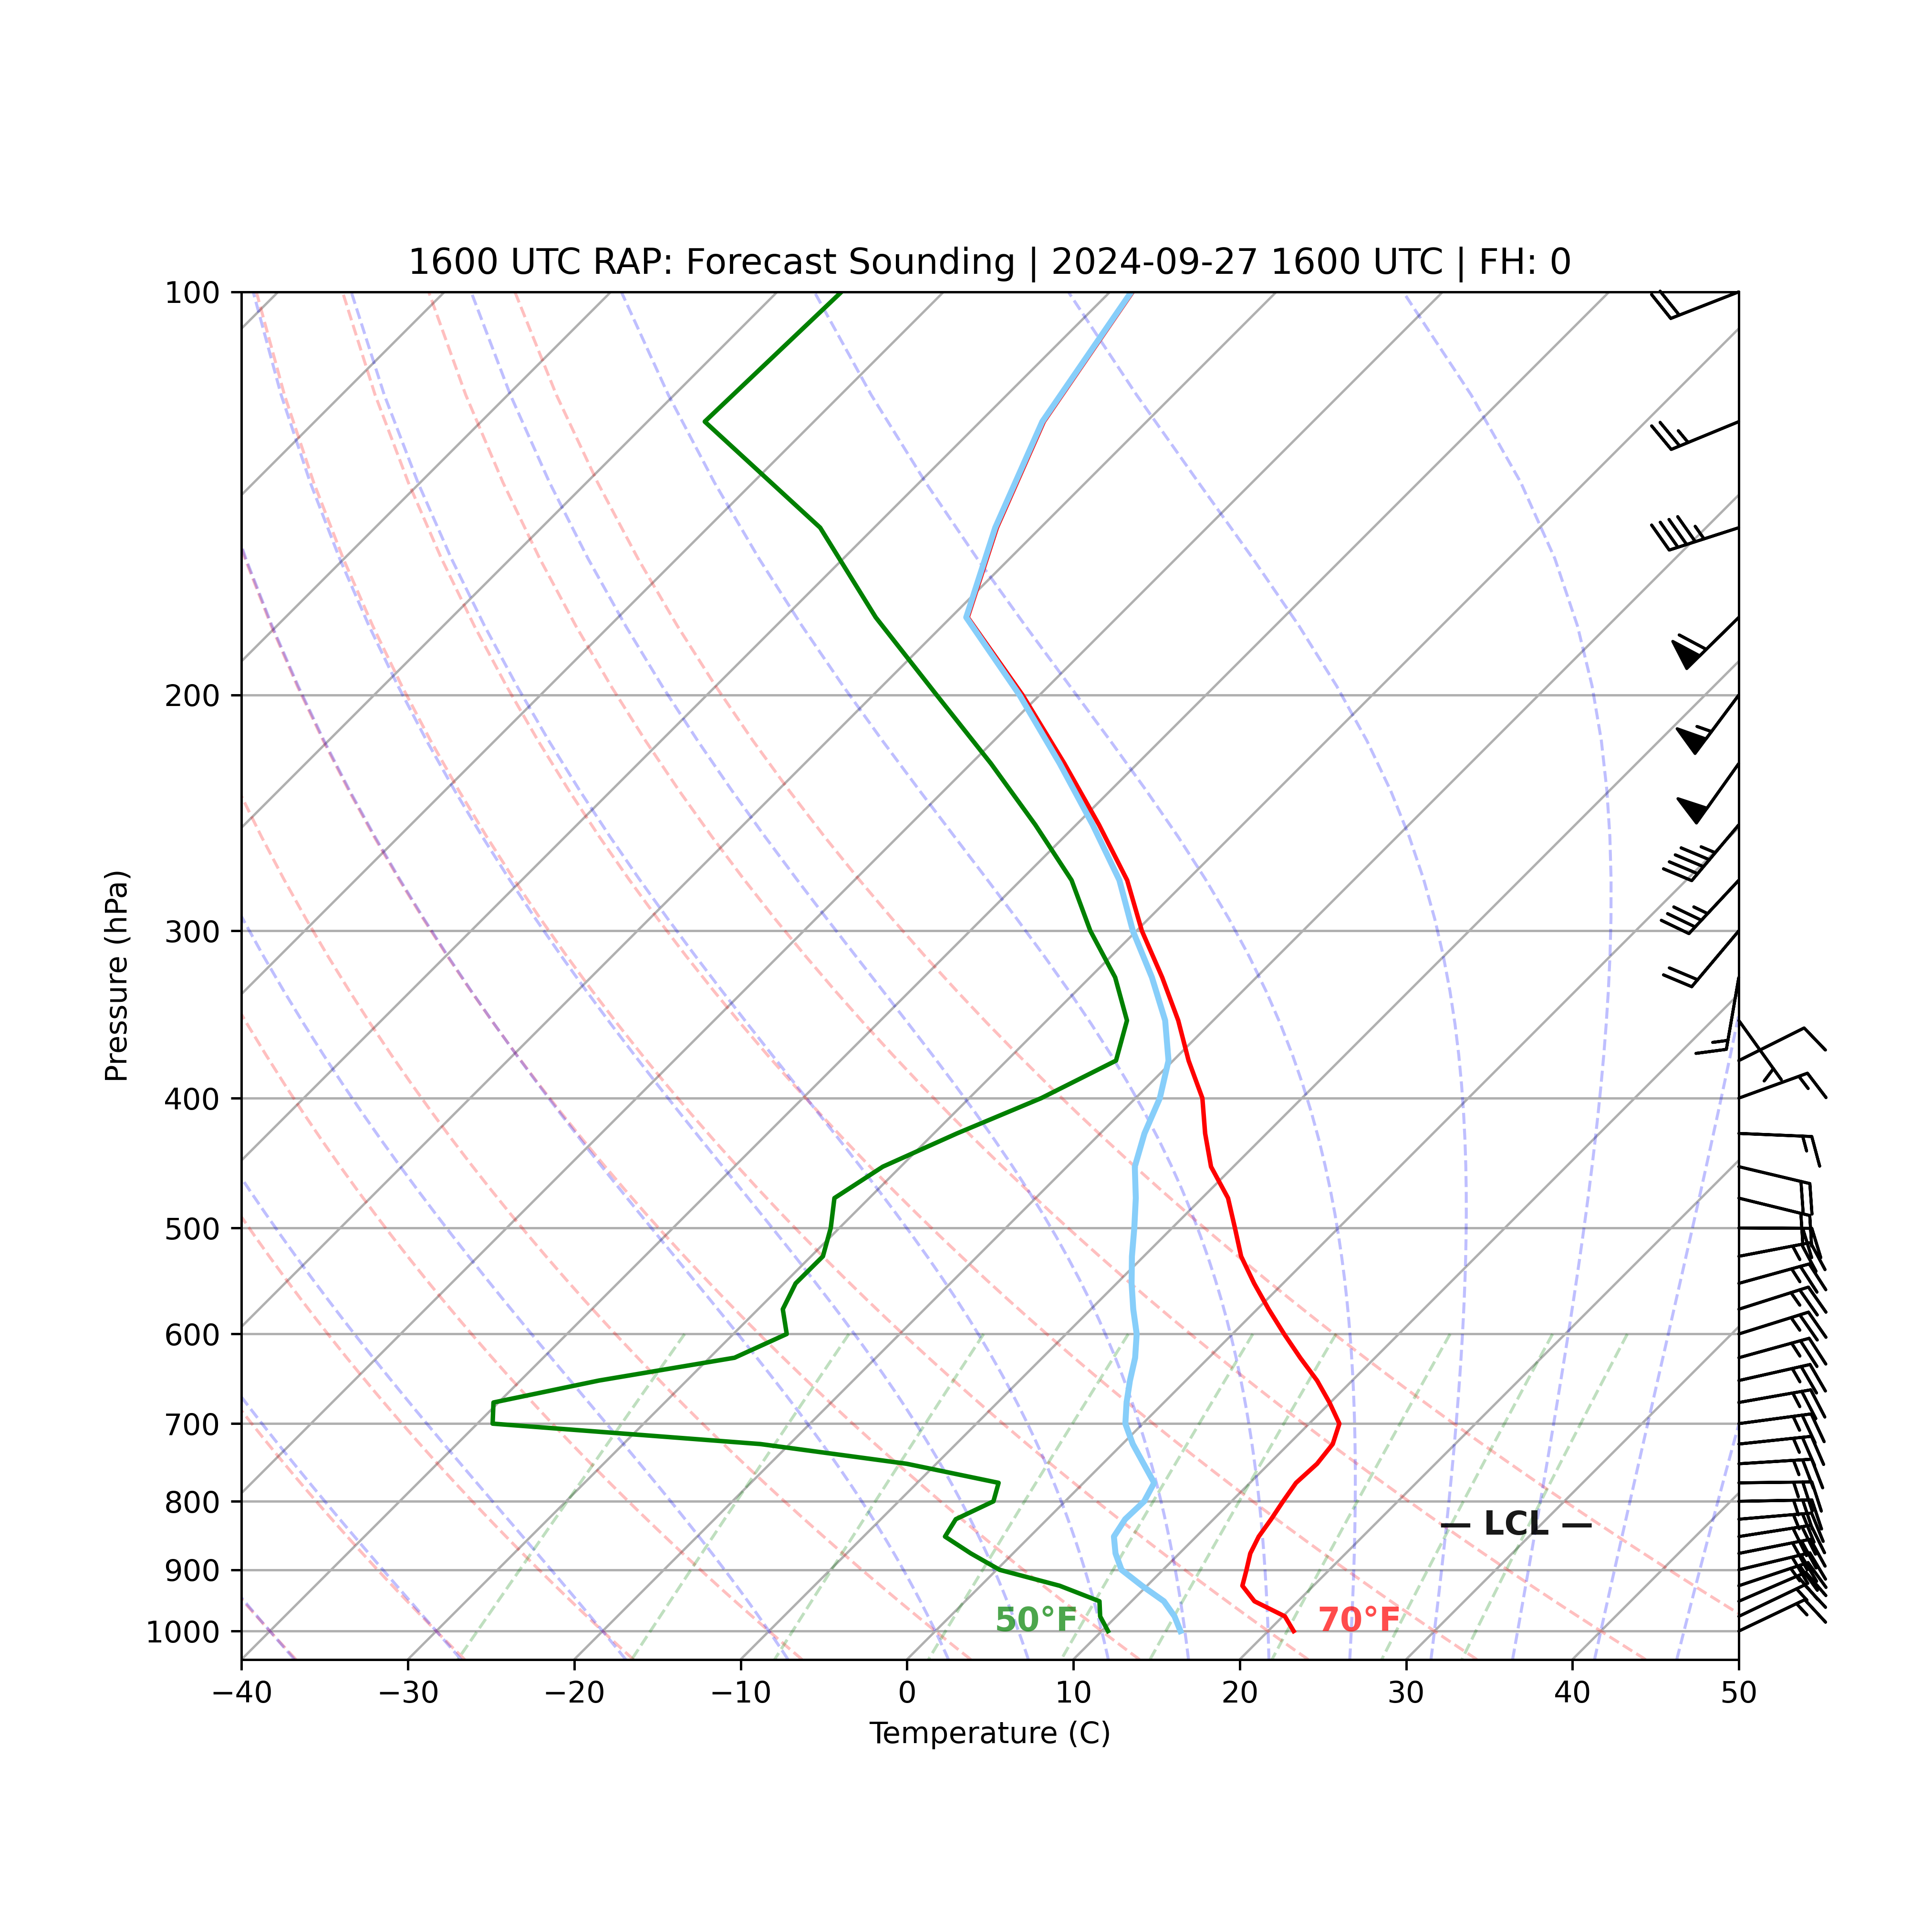 1600 UTC RAP: Forecast Sounding | 2024-09-27 1600 UTC | FH: 0
100
200
300
400
500
600
700
800
900
1000
Pressure (hPa)
— LCL —
50°F
70°F
−40 −30 −20 −10 0 10 20 30 40 50
Temperature (C)